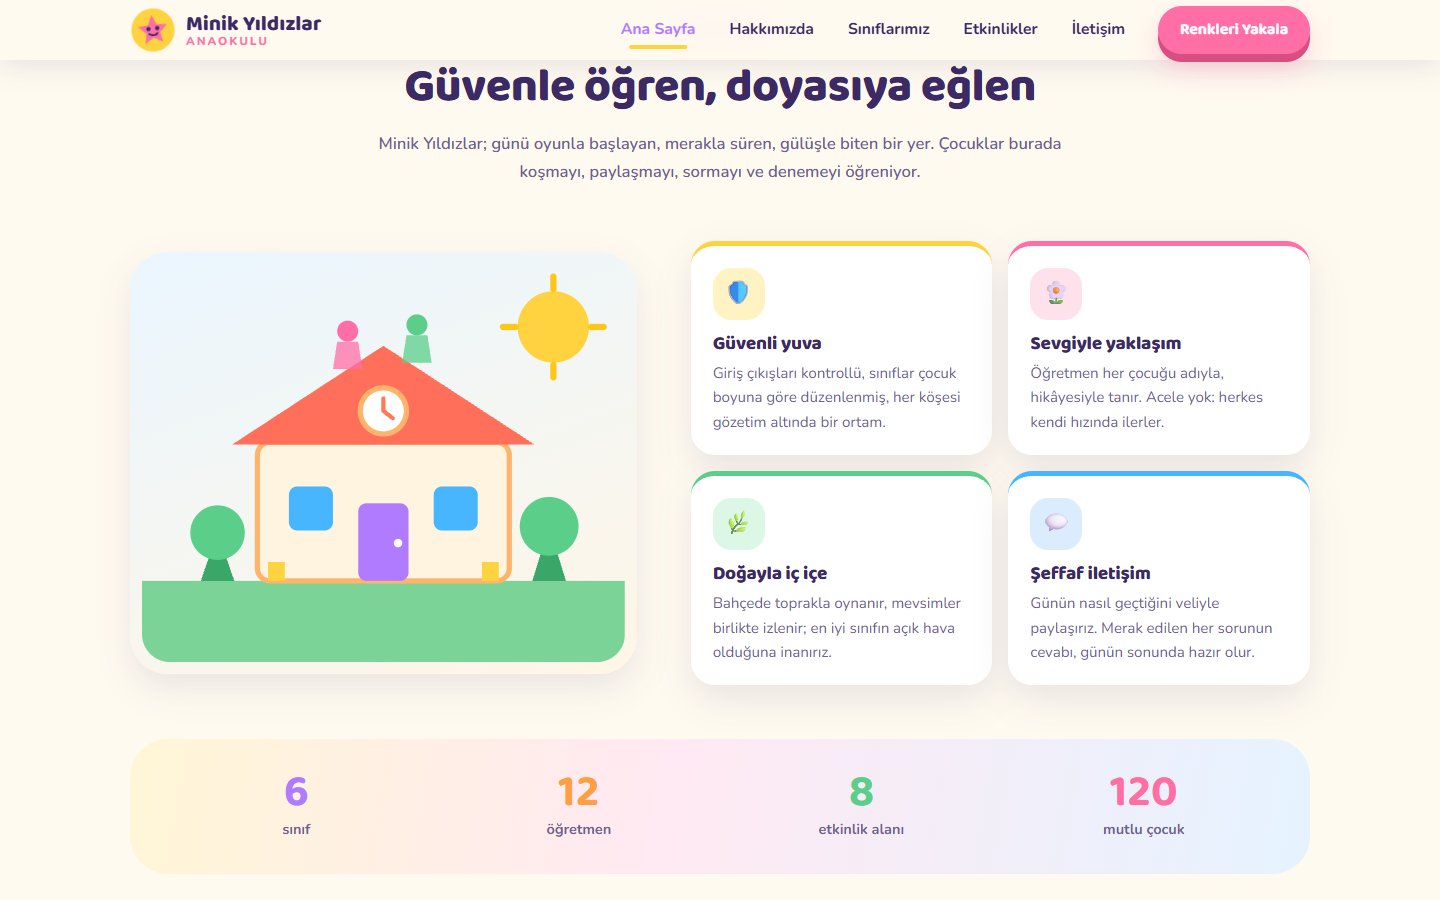 Minik Yıldızlar
ANAOKULU
Ana Sayfa
Hakkımızda
Sınıflarımız
Etkinlikler
İletişim
Renkleri Yakala
Güvenle öğren, doyasıya eğlen
Minik Yıldızlar; günü oyunla başlayan, merakla süren, gülüşle biten bir yer. Çocuklar burada
koşmayı, paylaşmayı, sormayı ve denemeyi öğreniyor.
Güvenli yuva
Giriş çıkışları kontrollü, sınıflar çocuk
boyuna göre düzenlenmiş, her köşesi
gözetim altında bir ortam.
Sevgiyle yaklaşım
Öğretmen her çocuğu adıyla,
hikâyesiyle tanır. Acele yok: herkes
kendi hızında ilerler.
Doğayla iç içe
Bahçede toprakla oynanır, mevsimler
birlikte izlenir; en iyi sınıfın açık hava
olduğuna inanırız.
Şeffaf iletişim
Günün nasıl geçtiğini veliyle
paylaşırız. Merak edilen her sorunun
cevabı, günün sonunda hazır olur.
6
sınıf
12
öğretmen
8
etkinlik alanı
120
mutlu çocuk